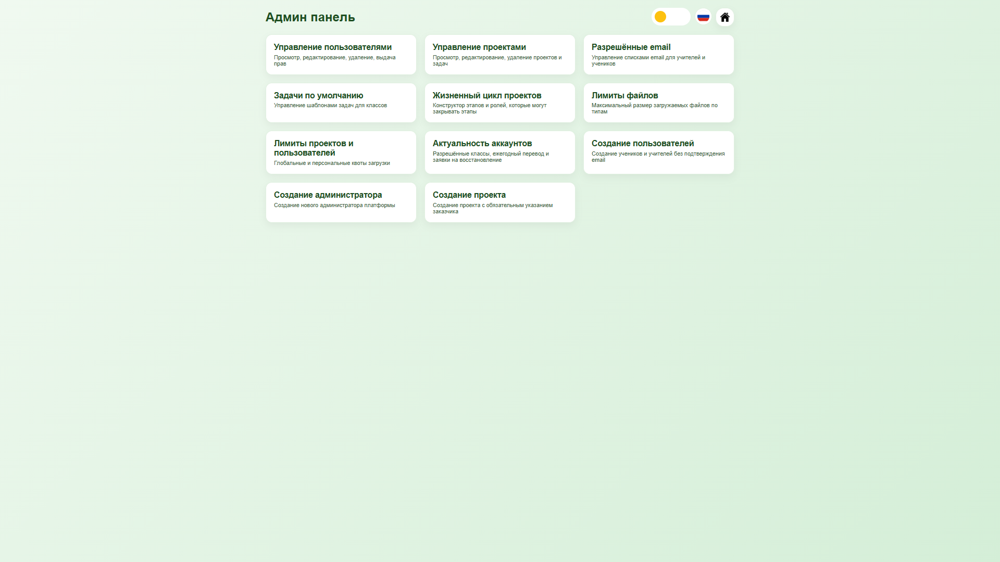 Админ панель
Управление пользователями
Просмотр, редактирование, удаление, выдача
прав
Управление проектами
Просмотр, редактирование, удаление проектов и
задач
Разрешённые email
Управление списками email для учителей и
учеников
Задачи по умолчанию
Управление шаблонами задач для классов
Жизненный цикл проектов
Конструктор этапов и ролей, которые могут
закрывать этапы
Лимиты файлов
Максимальный размер загружаемых файлов по
типам
Лимиты проектов и
пользователей
Глобальные и персональные квоты загрузки
Актуальность аккаунтов
Разрешённые классы, ежегодный перевод и
заявки на восстановление
Создание пользователей
Создание учеников и учителей без подтверждения
email
Создание администратора
Создание нового администратора платформы
Создание проекта
Создание проекта с обязательным указанием
заказчика